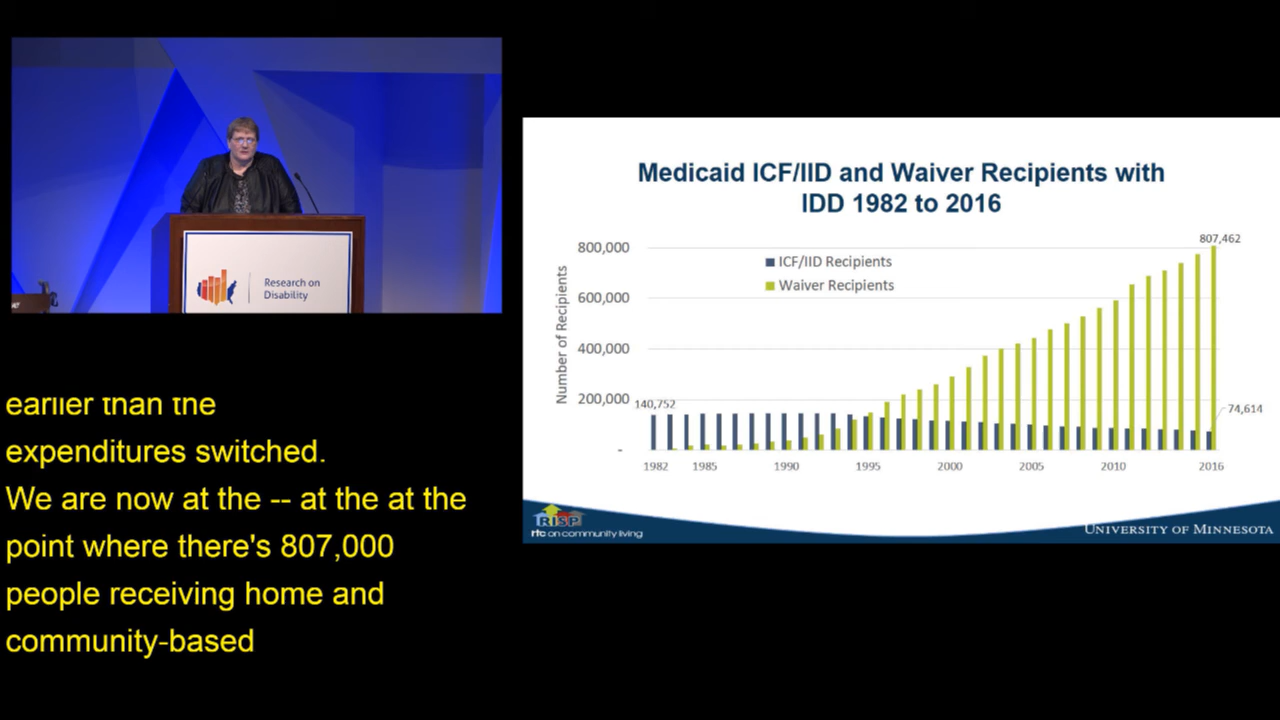 Research on
Disability
earlier than the
expenditures switched.
We are now at the -- at the at the
point where there's 807,000
people receiving home and
community-based
Medicaid ICF/IID and Waiver Recipients with
IDD 1982 to 2016
Number of Recipients
800,000
600,000
400,000
200,000
-
ICF/IID Recipients
Waiver Recipients
140,752
807,462
74,614
1982 1985 1990 1995 2000 2005 2010 2016
RISP
rtc on community living
UNIVERSITY OF MINNESOTA